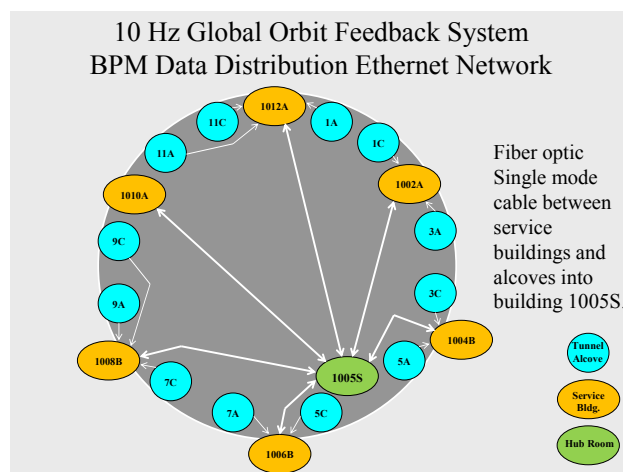 10 Hz Global Orbit Feedback System
BPM Data Distribution Ethernet Network
1012A
11C
1A
11A
1C
1002A
1010A
9C
3A
9A
3C
1008B
1004B
7C
5A
1005S
7A
5C
1006B
Fiber optic
Single mode
cable between
service
buildings and
alcoves into
building 1005S.
Tunnel
Alcove
Service
Bldg.
Hub Room